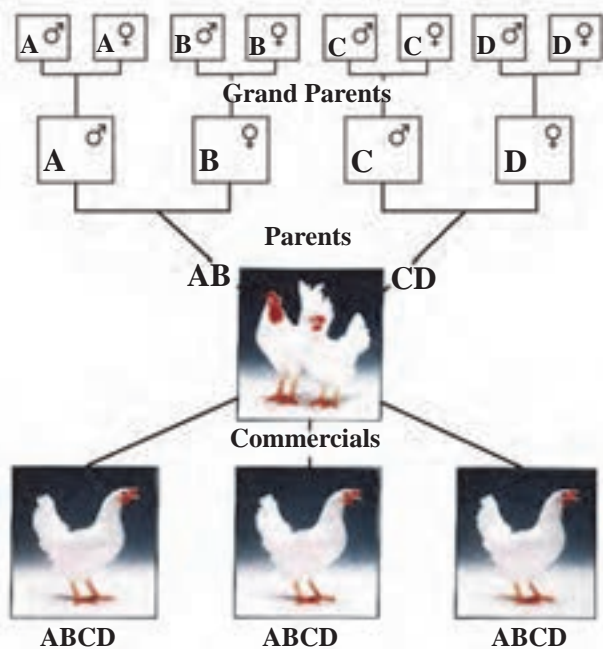 A ♂ A ♀ B ♂ B ♀ C ♂ C ♀ D ♂ D ♀
Grand Parents
A ♂ B ♀ C ♂ D ♀
Parents
AB CD
Commercials
ABCD ABCD ABCD